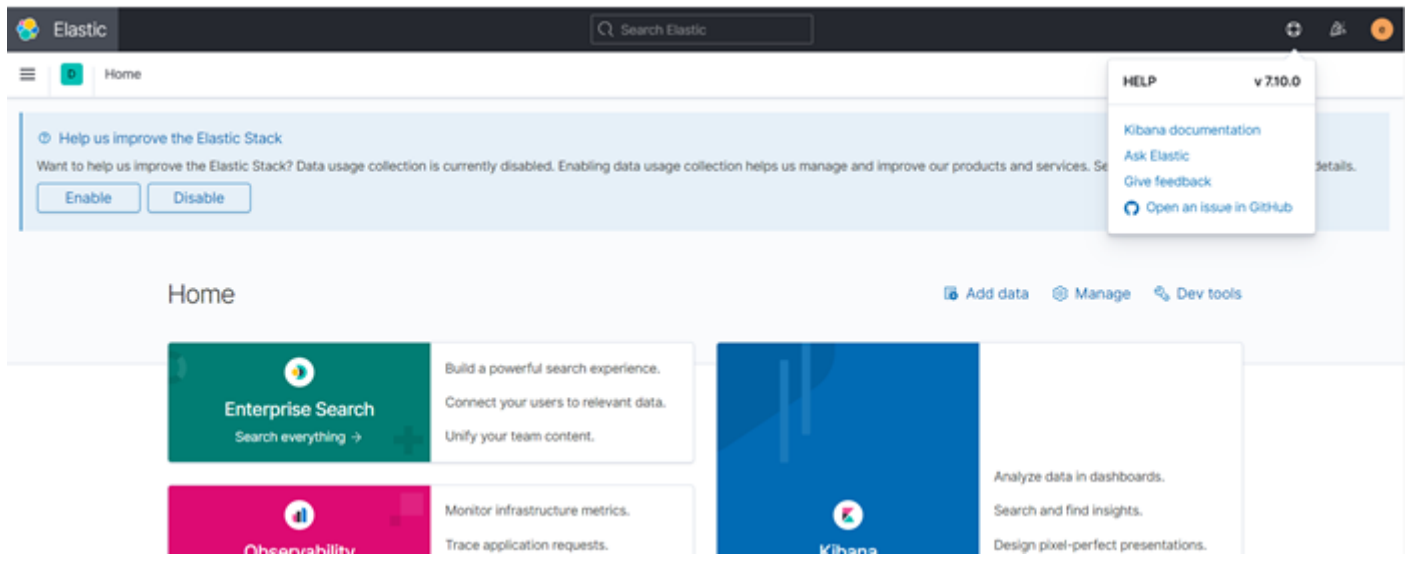 Elastic
Search Elastic
e
D
Home
HELP
v 7.10.0
Kibana documentation
Ask Elastic
Give feedback
Open an issue in GitHub
Help us improve the Elastic Stack
Want to help us improve the Elastic Stack? Data usage collection is currently disabled. Enabling data usage collection helps us manage and improve our products and services. Se
details.
Enable
Disable
Home
Add data
Manage
Dev tools
Enterprise Search
Search everything →
Build a powerful search experience.
Connect your users to relevant data.
Unify your team content.
Observability
Monitor infrastructure metrics.
Trace application requests.
Kibana
Analyze data in dashboards.
Search and find insights.
Design pixel-perfect presentations.